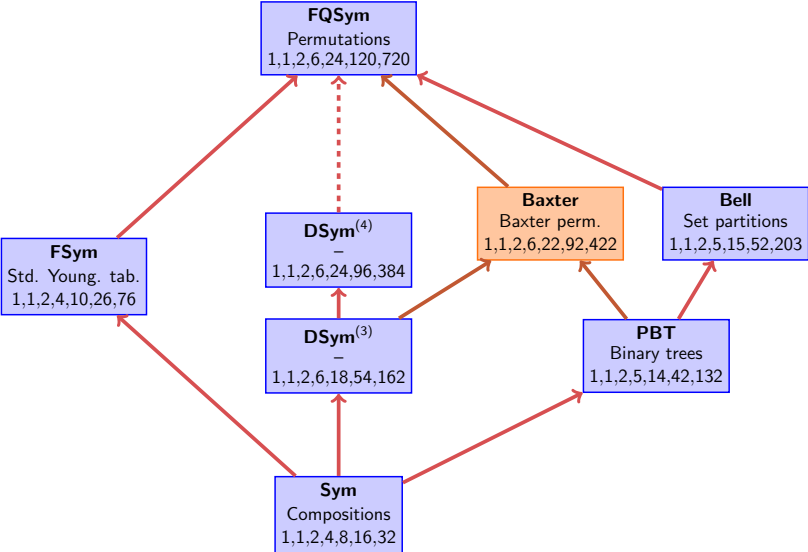 FQSym
Permutations
1,1,2,6,24,120,720
Baxter
Baxter perm.
1,1,2,6,22,92,422
Bell
Set partitions
1,1,2,5,15,52,203
DSym(4)
–
1,1,2,6,24,96,384
FSym
Std. Young. tab.
1,1,2,4,10,26,76
DSym(3)
–
1,1,2,6,18,54,162
PBT
Binary trees
1,1,2,5,14,42,132
Sym
Compositions
1,1,2,4,8,16,32